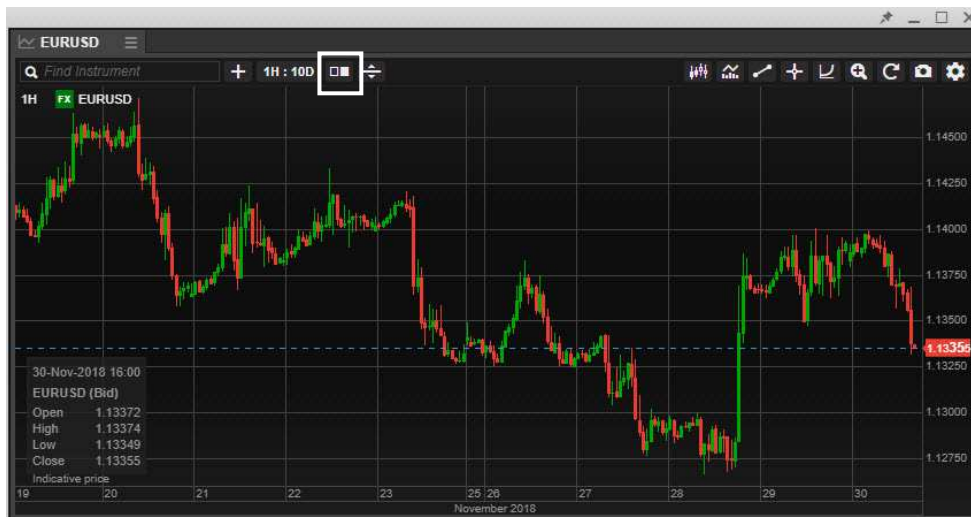 EURUSD
Find Instrument
1H : 10D
1H FX EURUSD
1.14500
1.14250
1.14000
1.13750
1.13500
1.13355
1.13250
1.13000
1.12750
30-Nov-2018 16:00
EURUSD (Bid)
Open 1.13372
High 1.13374
Low 1.13349
Close 1.13355
Indicative price
19 20 21 22 23 25 26 27 28 29 30
November 2018